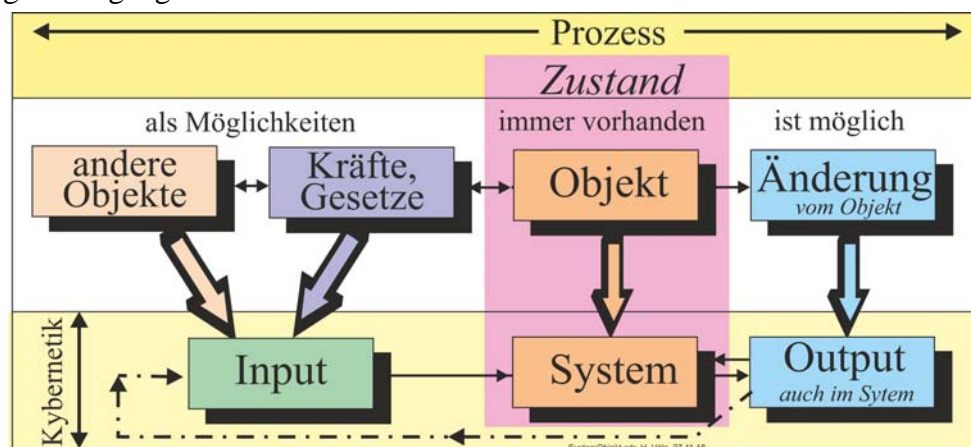 Prozess
Zustand
als Möglichkeiten
immer vorhanden
ist möglich
andere
Objekte
Kräfte,
Gesetze
Objekt
Änderung
vom Objekt
Kybernetik
Input
System
Output
auch im Sytem